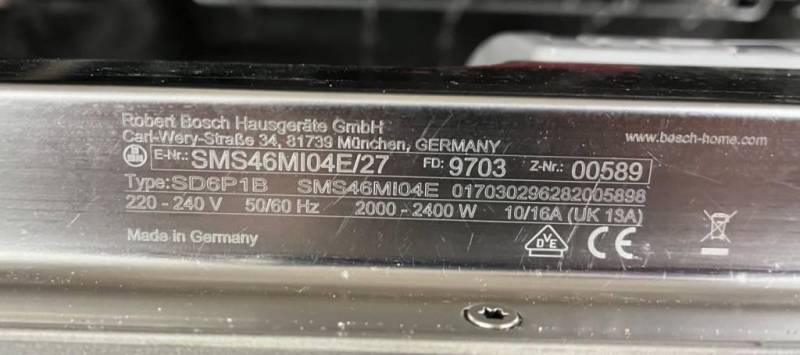 Robert Bosch Hausgeräte GmbH
Carl-Wery-Straße 34, 81739 München, GERMANY
www.bosch-home.com
E-Nr.: SMS46MI04E/27 FD: 9703 Z-Nr.: 00589
Type: SD6P1B SMS46MI04E 017030296282005898
220 - 240 V 50/60 Hz 2000 - 2400 W 10/16A (UK 13A)
Made in Germany
DVE CE